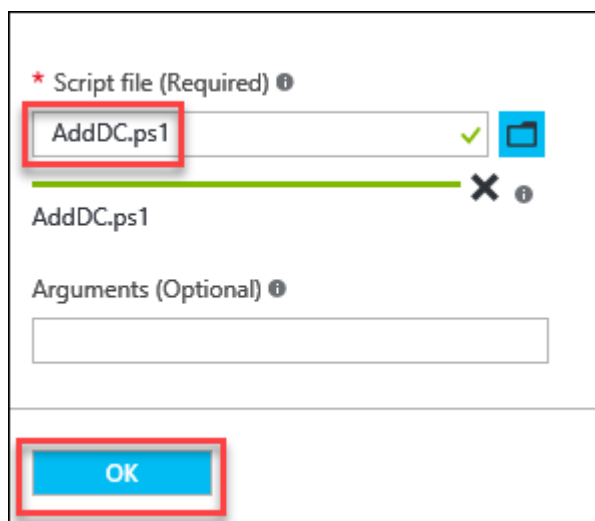 * Script file (Required)
AddDC.ps1
AddDC.ps1
Arguments (Optional)
OK